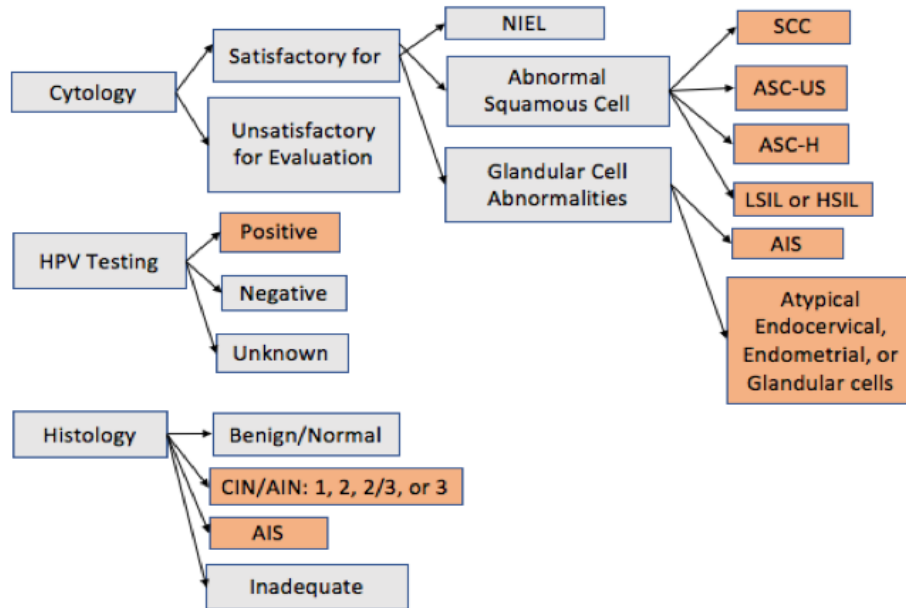 Cytology
Satisfactory for
Unsatisfactory
for Evaluation
NIEL
Abnormal
Squamous Cell
Glandular Cell
Abnormalities
SCC
ASC-US
ASC-H
LSIL or HSIL
AIS
Atypical
Endocervical,
Endometrial, or
Glandular cells
HPV Testing
Positive
Negative
Unknown
Histology
Benign/Normal
CIN/AIN: 1, 2, 2/3, or 3
AIS
Inadequate